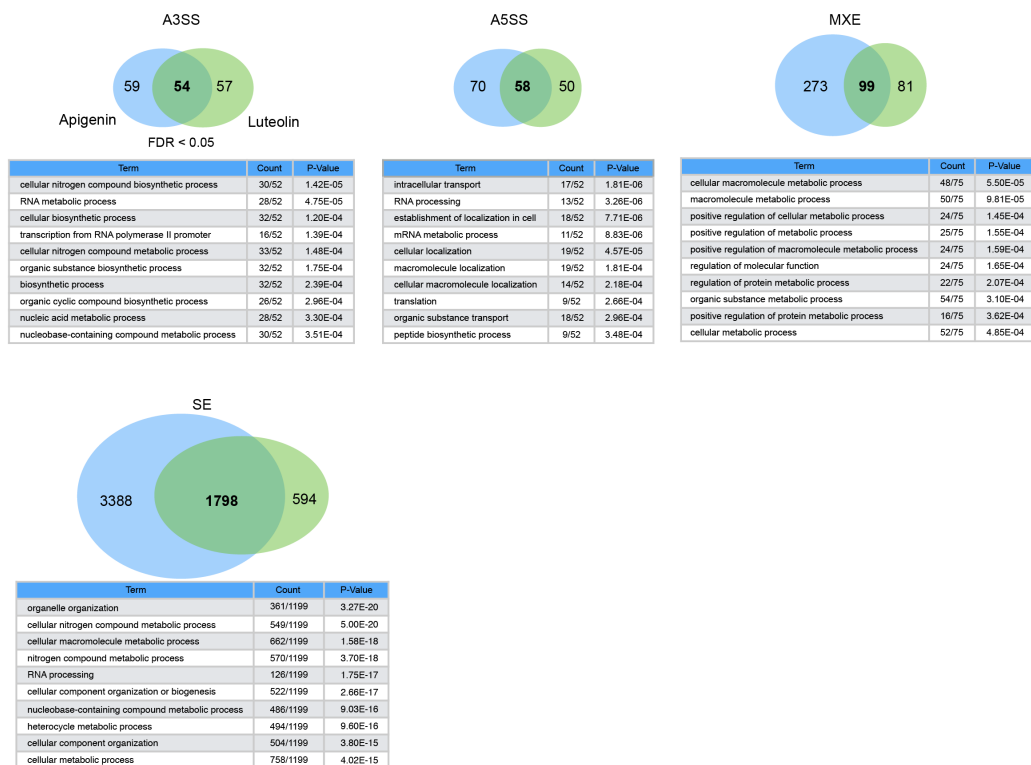 A3SS
59 54 57
Apigenin Luteolin
FDR < 0.05
Term Count P-Value
cellular nitrogen compound biosynthetic process 30/52 1.42E-05
RNA metabolic process 28/52 4.75E-05
cellular biosynthetic process 32/52 1.20E-04
transcription from RNA polymerase II promoter 16/52 1.39E-04
cellular nitrogen compound metabolic process 33/52 1.48E-04
organic substance biosynthetic process 32/52 1.75E-04
biosynthetic process 32/52 2.39E-04
organic cyclic compound biosynthetic process 26/52 2.96E-04
nucleic acid metabolic process 28/52 3.30E-04
nucleobase-containing compound metabolic process 30/52 3.51E-04
A5SS
70 58 50
Term Count P-Value
intracellular transport 17/52 1.81E-06
RNA processing 13/52 3.26E-06
establishment of localization in cell 18/52 7.71E-06
mRNA metabolic process 11/52 8.83E-06
cellular localization 19/52 4.57E-05
macromolecule localization 19/52 1.81E-04
cellular macromolecule localization 14/52 2.18E-04
translation 9/52 2.66E-04
organic substance transport 18/52 2.96E-04
peptide biosynthetic process 9/52 3.48E-04
MXE
273 99 81
Term Count P-Value
cellular macromolecule metabolic process 48/75 5.50E-05
macromolecule metabolic process 50/75 9.81E-05
positive regulation of cellular metabolic process 24/75 1.45E-04
positive regulation of metabolic process 25/75 1.55E-04
positive regulation of macromolecule metabolic process 24/75 1.59E-04
regulation of molecular function 24/75 1.65E-04
regulation of protein metabolic process 22/75 2.07E-04
organic substance metabolic process 54/75 3.10E-04
positive regulation of protein metabolic process 16/75 3.62E-04
cellular metabolic process 52/75 4.85E-04
SE
3388 1798 594
Term Count P-Value
organelle organization 361/1199 3.27E-20
cellular nitrogen compound metabolic process 549/1199 5.00E-20
cellular macromolecule metabolic process 662/1199 1.58E-18
nitrogen compound metabolic process 570/1199 3.70E-18
RNA processing 126/1199 1.75E-17
cellular component organization or biogenesis 522/1199 2.66E-17
nucleobase-containing compound metabolic process 486/1199 9.03E-16
heterocycle metabolic process 494/1199 9.60E-16
cellular component organization 504/1199 3.80E-15
cellular metabolic process 758/1199 4.02E-15